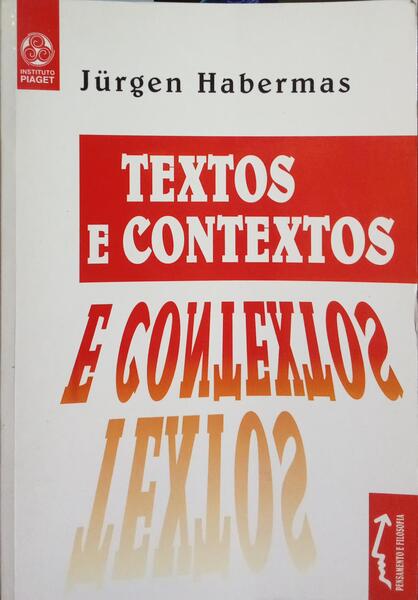 INSTITUTO
PIAGET
Jürgen Habermas
TEXTOS
E CONTEXTOS
E CONTEXTOS
TEXTOS
PENSAMENTO E FILOSOFIA